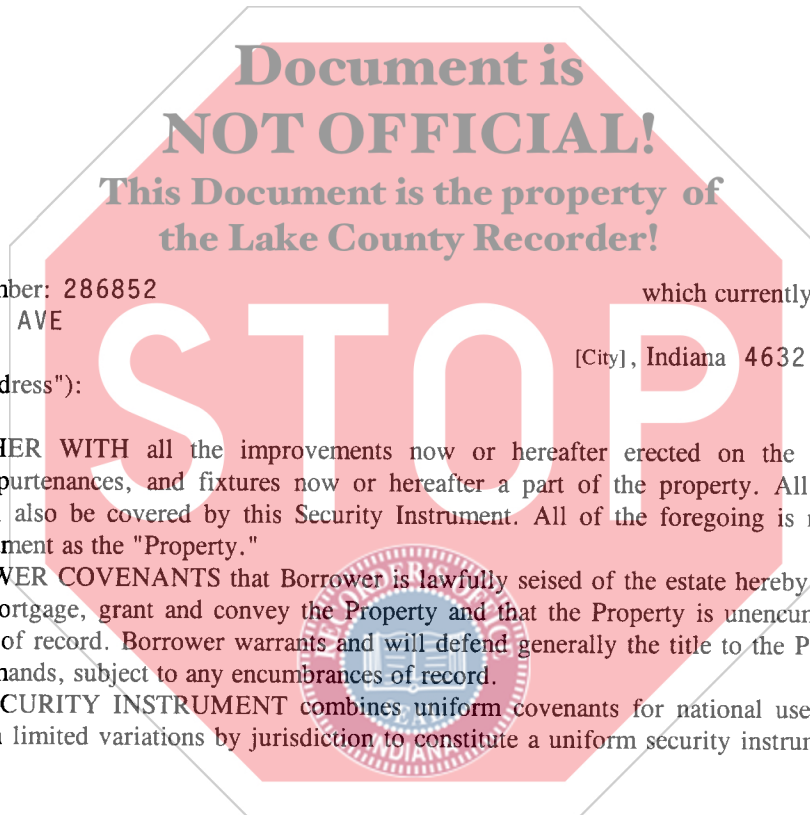 Document is
NOT OFFICIAL!
This Document is the property of
the Lake County Recorder!
nber: 286852 which currently
AVE
[City], Indiana 4632
dress"):
STOP
HER WITH all the improvements now or hereafter erected on the
purtenances, and fixtures now or hereafter a part of the property. All
also be covered by this Security Instrument. All of the foregoing is
ment as the "Property."
WER COVENANTS that Borrower is lawfully seised of the estate hereby
ortgage, grant and convey the Property and that the Property is unencum
of record. Borrower warrants and will defend generally the title to the P
mands, subject to any encumbrances of record.
CURITY INSTRUMENT combines uniform covenants for national use
limited variations by jurisdiction to constitute a uniform security instrum
SEAL
INDIANA